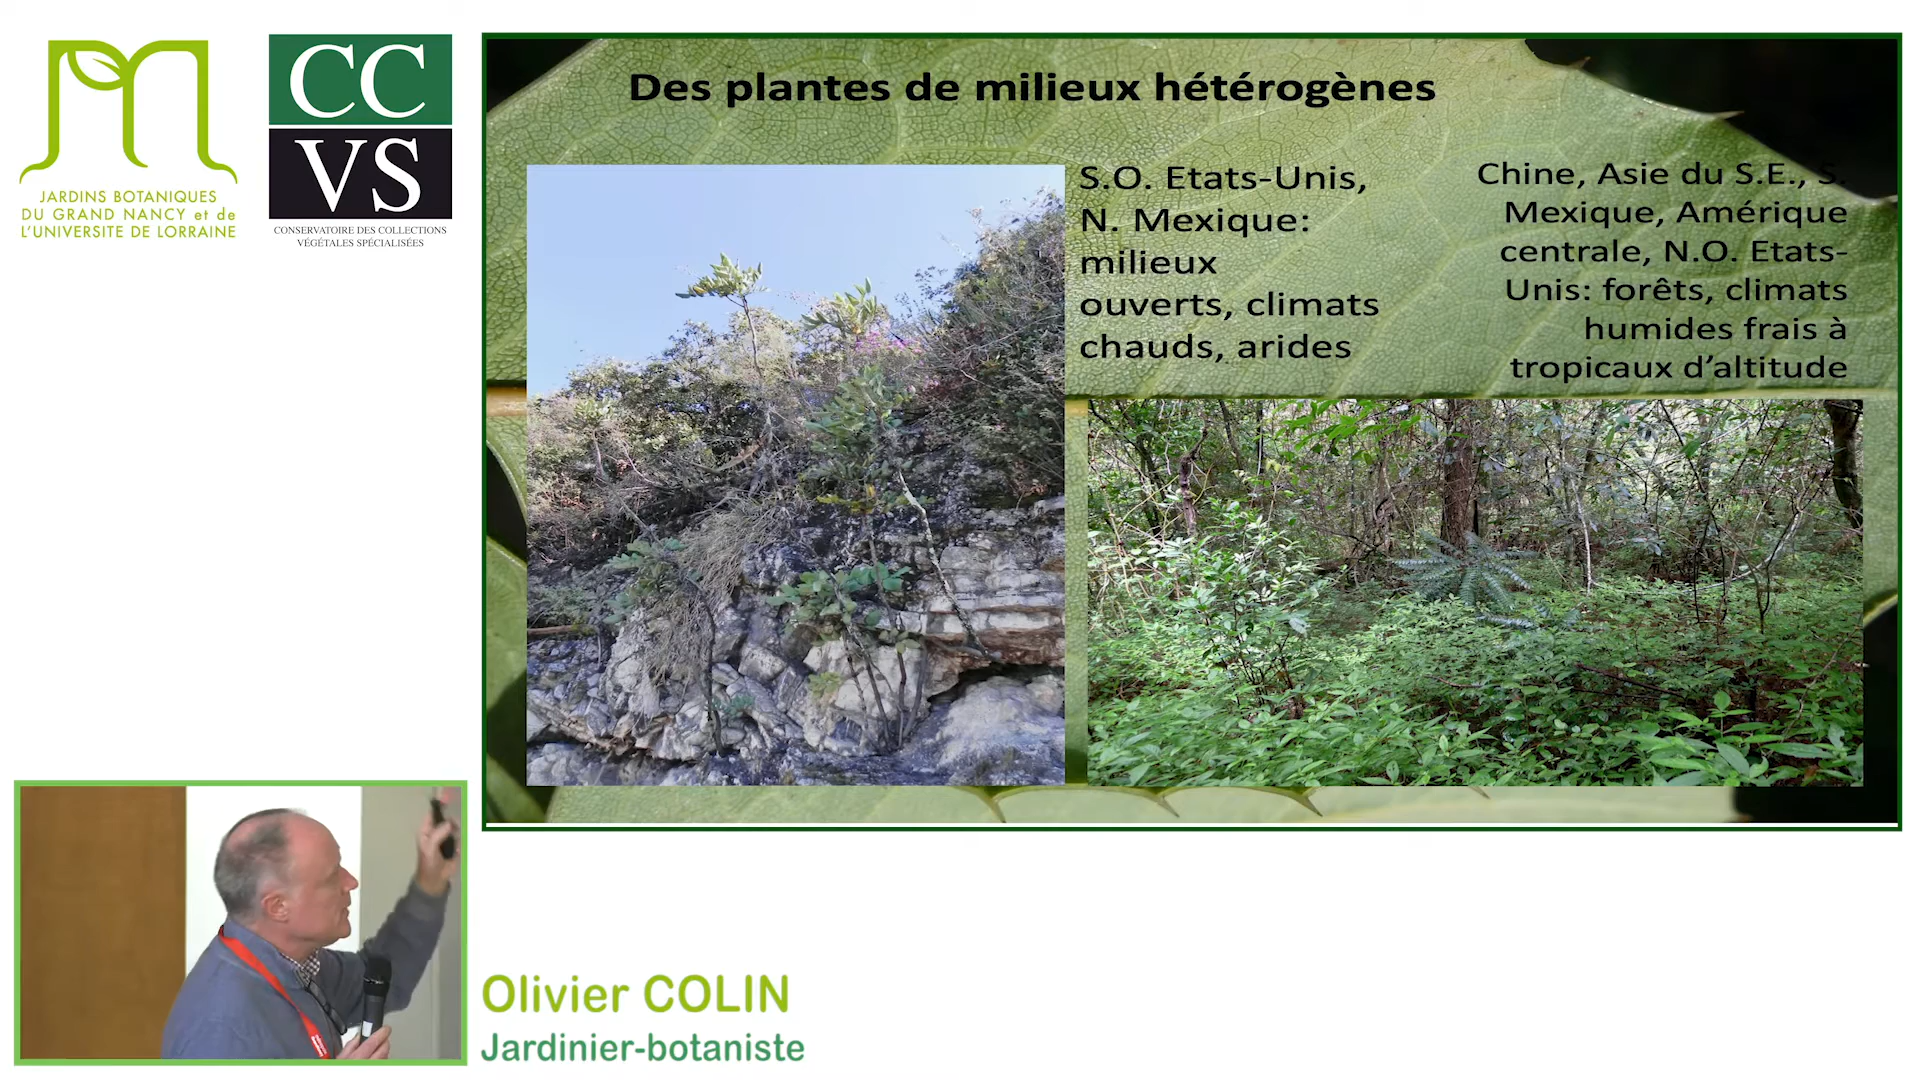 JARDINS BOTANIQUES
DU GRAND NANCY et de
L'UNIVERSITE DE LORRAINE
CC
VS
CONSERVATOIRE DES COLLECTIONS
VÉGÉTALES SPÉCIALISÉES
Des plantes de milieux hétérogènes
S.O. Etats-Unis,
N. Mexique:
milieux
ouverts, climats
chauds, arides
Chine, Asie du S.E., S.
Mexique, Amérique
centrale, N.O. Etats-
Unis: forêts, climats
humides frais à
tropicaux d’altitude
Olivier COLIN
Jardinier-botaniste